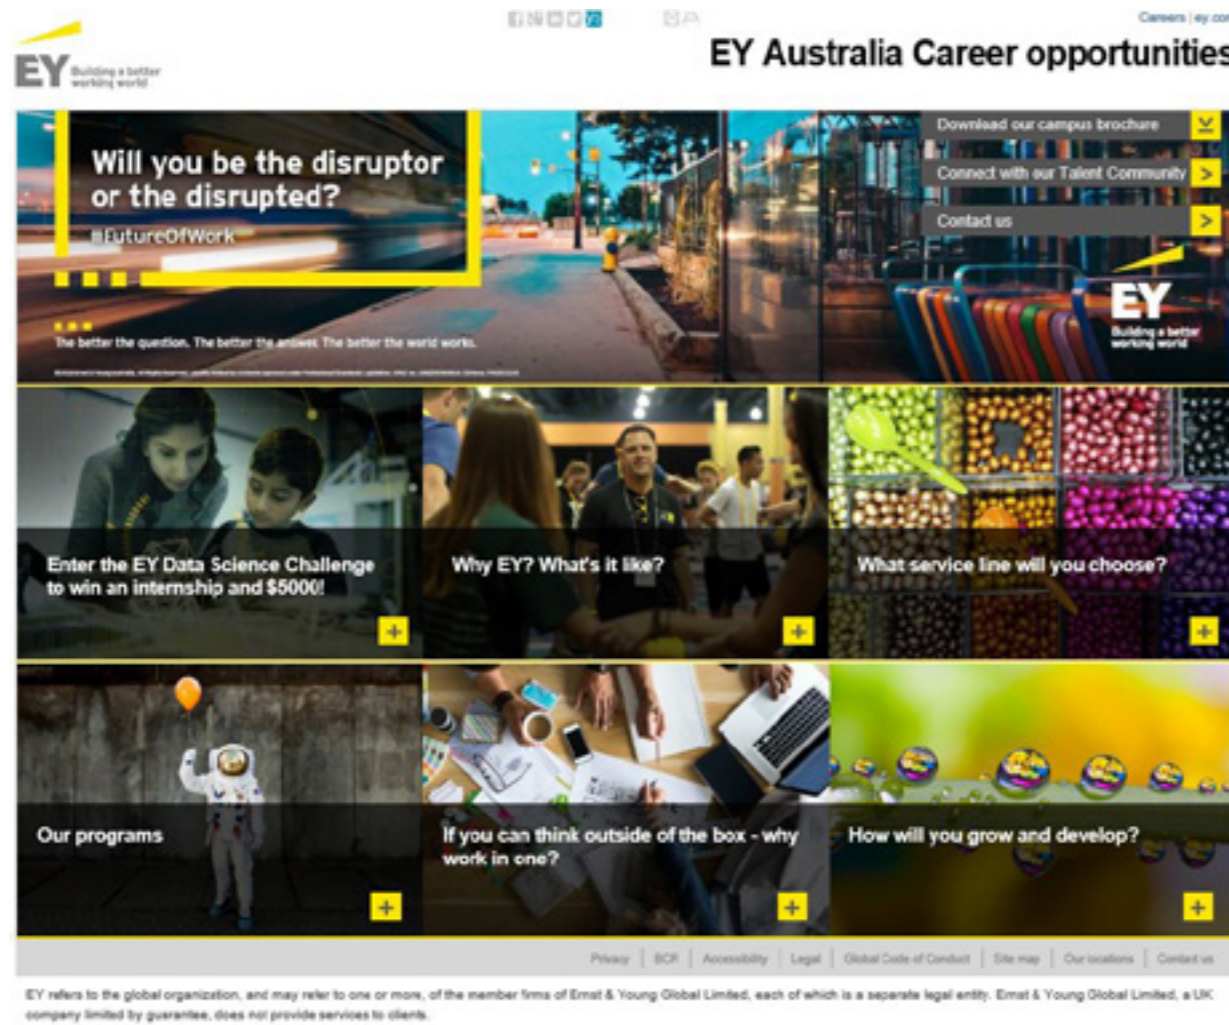 Careers | ey.com
EY
Building a better
working world
EY Australia Career opportunities
Will you be the disruptor
or the disrupted?
#FutureOfWork
The better the question. The better the answer. The better the world works.
Download our campus brochure
Connect with our Talent Community
Contact us
EY
Building a better
working world
Enter the EY Data Science Challenge
to win an internship and $5000!
Why EY? What's it like?
What service line will you choose?
Our programs
If you can think outside of the box - why
work in one?
How will you grow and develop?
Privacy | BCR | Accessibility | Legal | Global Code of Conduct | Site map | Our locations | Contact us
EY refers to the global organization, and may refer to one or more, of the member firms of Ernst & Young Global Limited, each of which is a separate legal entity. Ernst & Young Global Limited, a UK
company limited by guarantee, does not provide services to clients.